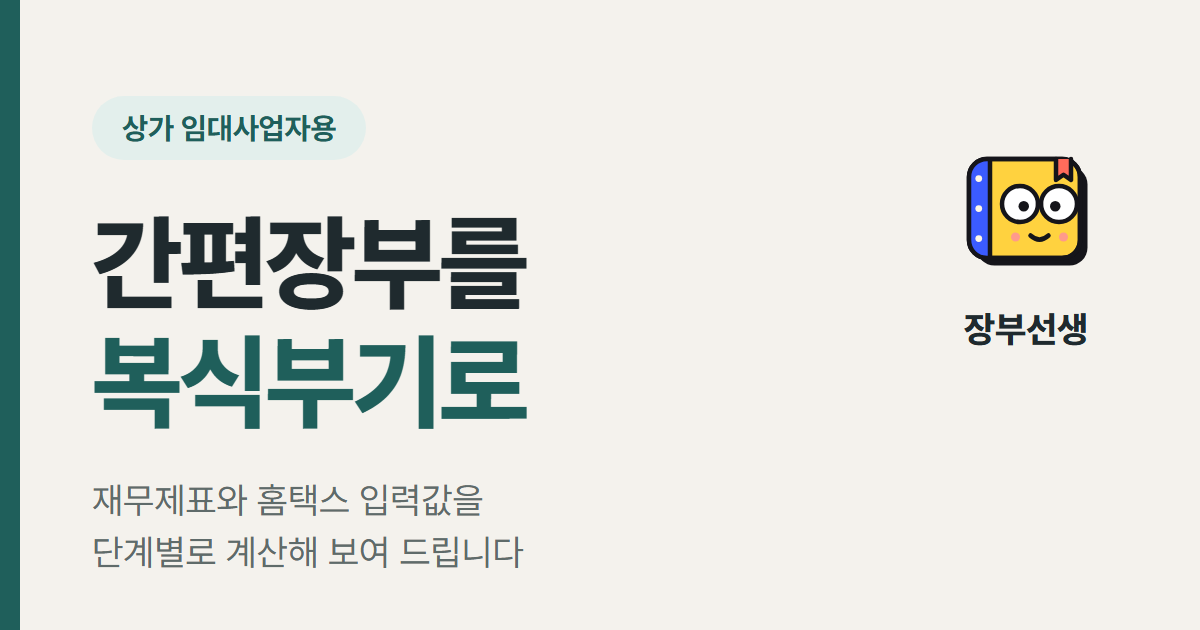 상가 임대사업자용
간편장부를
복식부기로
재무제표와 홈택스 입력값을
단계별로 계산해 보여 드립니다
장부선생